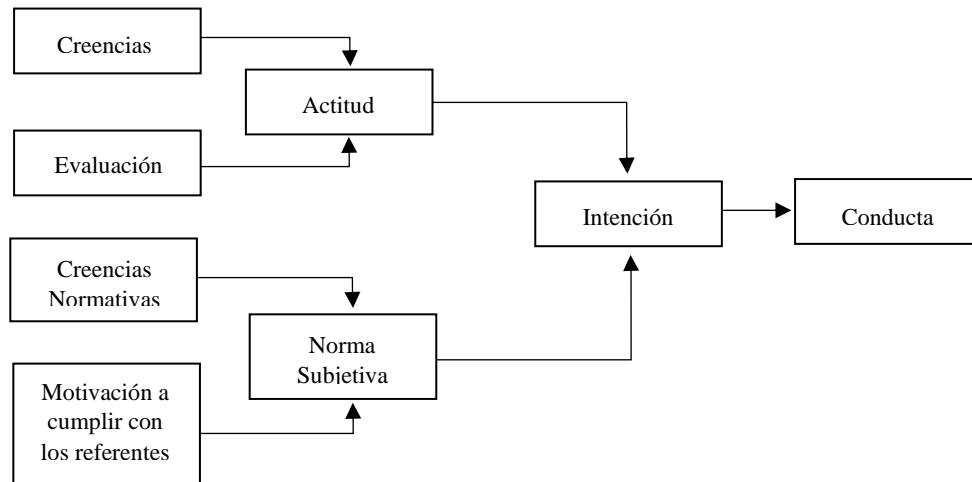 Creencias
Actitud
Evaluación
Intención
Conducta
Creencias
Normativas
Norma
Subjetiva
Motivación a
cumplir con
los referentes